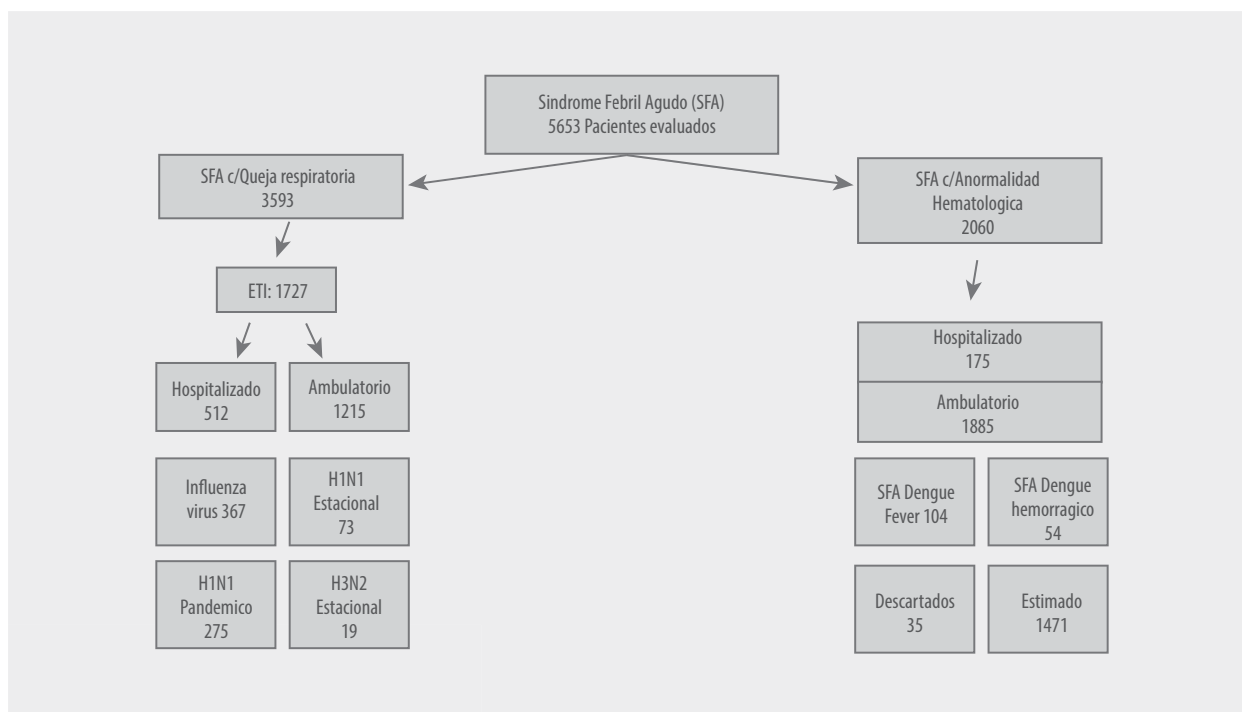 Sindrome Febril Agudo (SFA)
5653 Pacientes evaluados
SFA c/Queja respiratoria
3593
SFA c/Anormalidad
Hematologica
2060
ETI: 1727
Hospitalizado
512
Ambulatorio
1215
Hospitalizado
175
Ambulatorio
1885
Influenza
virus 367
H1N1
Estacional
73
SFA Dengue
Fever 104
SFA Dengue
hemorragico
54
H1N1
Pandemico
275
H3N2
Estacional
19
Descartados
35
Estimado
1471